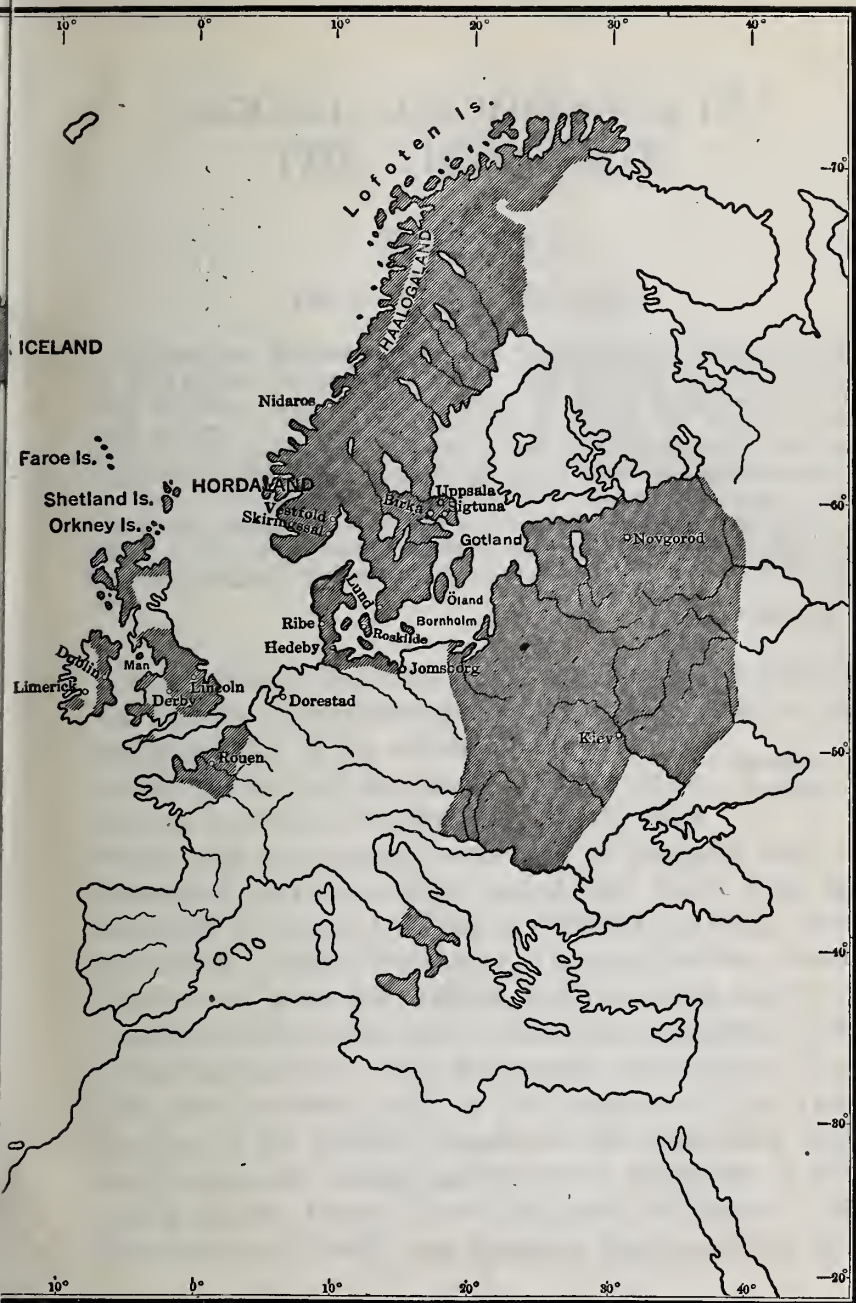 10° 0° 10° 20° 30° 40°
Lofoten Is.
70°
HAALOGALAND
ICELAND
Nidaros
Faroe Is.
HORDALAND
Shetland Is.
Orkney Is.
Vestfold
Skiringssal
Birka
Uppsala
Sigtuna
60°
Gotland
Novgorod
Öland
Lund
Bornholm
Ribe
Roskilde
Hedeby
Jomsborg
Dublin
Man
Limerick
Lincoln
Derby
Dorestad
Kiev
50°
Rouen
40°
30°
20°
10° 0° 10° 20° 30° 40°